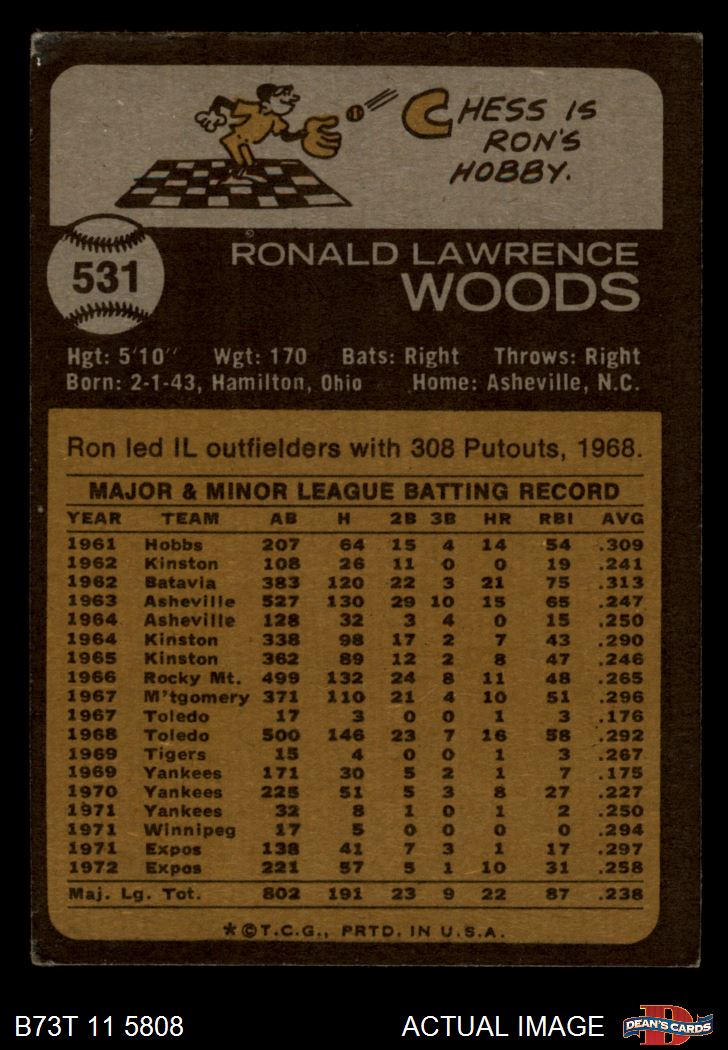 CHESS IS
RON'S
HOBBY.
531
RONALD LAWRENCE
WOODS
Hgt: 5'10" Wgt: 170 Bats: Right Throws: Right
Born: 2-1-43, Hamilton, Ohio Home: Asheville, N.C.
Ron led IL outfielders with 308 Putouts, 1968.
MAJOR & MINOR LEAGUE BATTING RECORD
YEAR TEAM AB H 2B 3B HR RBI AVG
1961 Hobbs 207 64 15 4 14 54 .309
1962 Kinston 108 26 11 0 0 19 .241
1962 Batavia 383 120 22 3 21 75 .313
1963 Asheville 527 130 29 10 15 65 .247
1964 Asheville 128 32 3 4 0 15 .250
1964 Kinston 338 98 17 2 7 43 .290
1965 Kinston 362 89 12 2 8 47 .246
1966 Rocky Mt. 499 132 24 8 11 48 .265
1967 M'tgomery 371 110 21 4 10 51 .296
1967 Toledo 17 3 0 0 1 3 .176
1968 Toledo 500 146 23 7 16 58 .292
1969 Tigers 15 4 0 0 1 3 .267
1969 Yankees 171 30 5 2 1 7 .175
1970 Yankees 225 51 5 3 8 27 .227
1971 Yankees 32 8 1 0 1 2 .250
1971 Winnipeg 17 5 0 0 0 0 .294
1971 Expos 138 41 7 3 1 17 .297
1972 Expos 221 57 5 1 10 31 .258
Maj. Lg. Tot. 802 191 23 9 22 87 .238
*©T.C.G., PRTD. IN U.S.A.
B73T 11 5808 ACTUAL IMAGE D DEAN'S CARDS